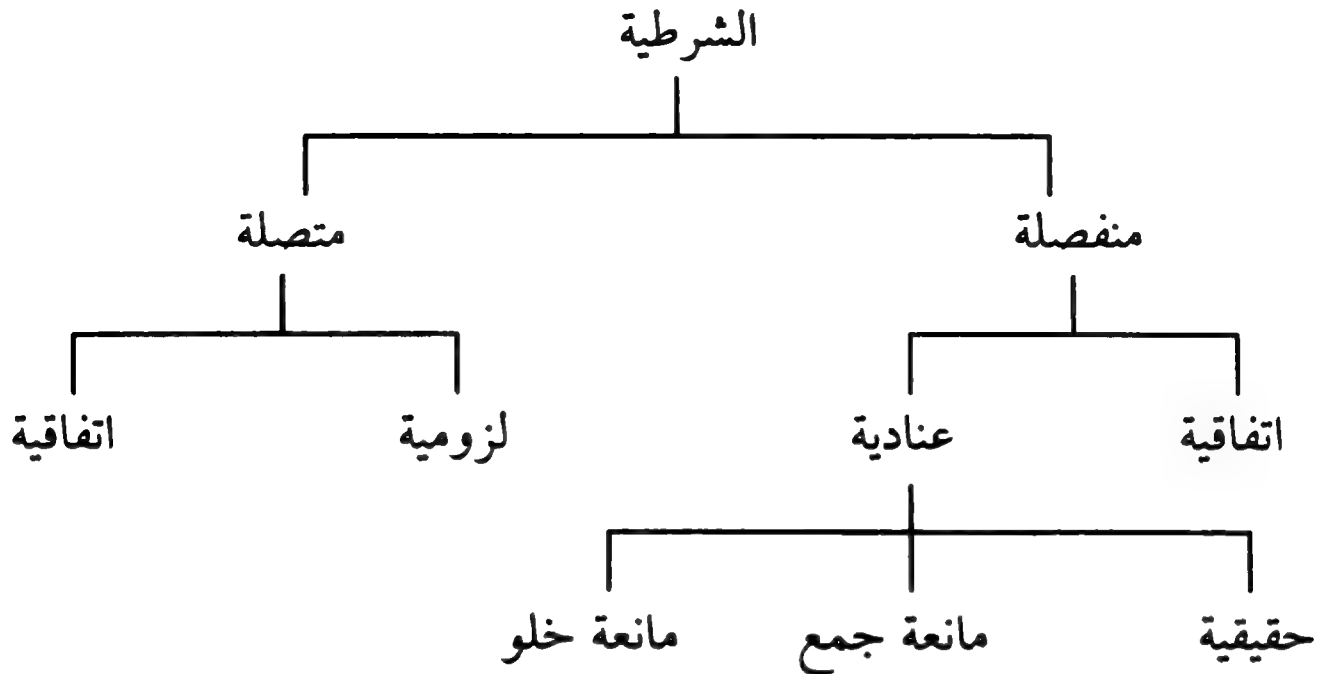 الشرطية
منفصلة متصلة
اتفاقية عنادية لزومية اتفاقية
حقيقية مانعة جمع مانعة خلو